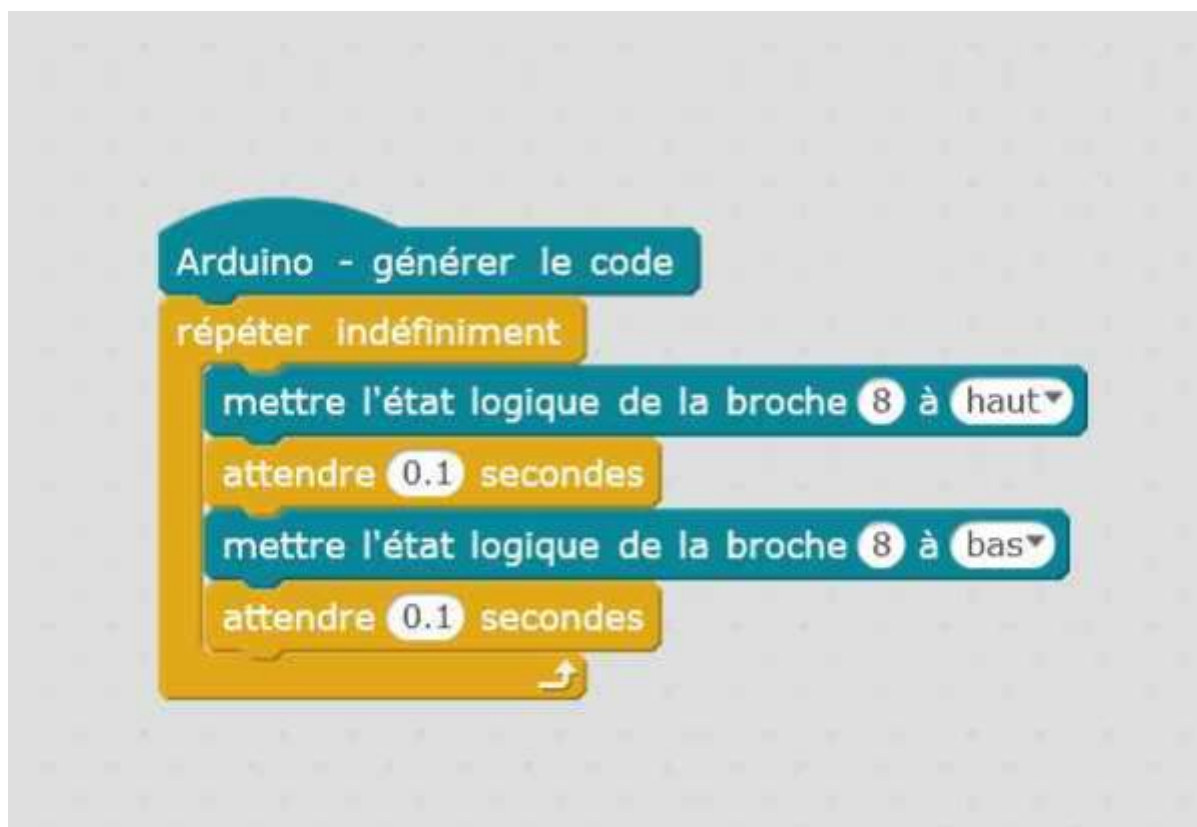 Arduino - générer le code
répéter indéfiniment
mettre l'état logique de la broche 8 à haut
attendre 0.1 secondes
mettre l'état logique de la broche 8 à bas
attendre 0.1 secondes